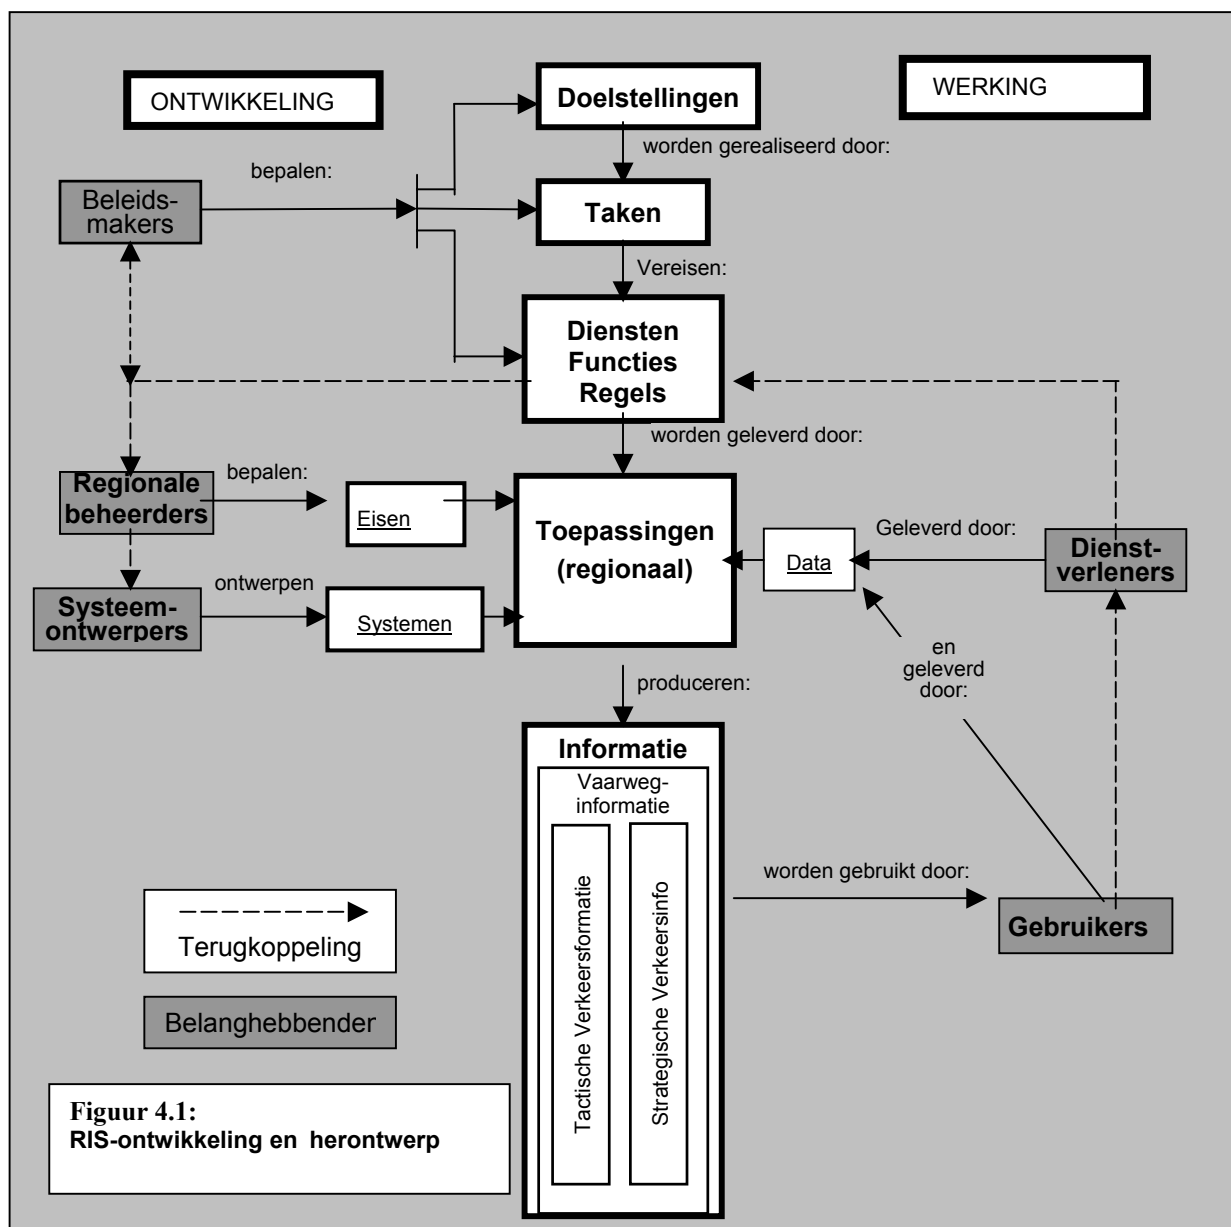 ONTWIKKELING
Doelstellingen
WERKING
worden gerealiseerd door:
bepalen:
Beleids-
makers
Taken
Vereisen:
Diensten
Functies
Regels
worden geleverd door:
Regionale
beheerders
bepalen:
Eisen
Toepassingen
(regionaal)
Data
Geleverd door:
Dienst-
verleners
Systeem-
ontwerpers
ontwerpen
Systemen
en
geleverd
door:
produceren:
Informatie
Vaarweg-
informatie
Tactische Verkeersformatie
Strategische Verkeersinfo
worden gebruikt door:
Gebruikers
Terugkoppeling
Belanghebbender
Figuur 4.1:
RIS-ontwikkeling en herontwerp